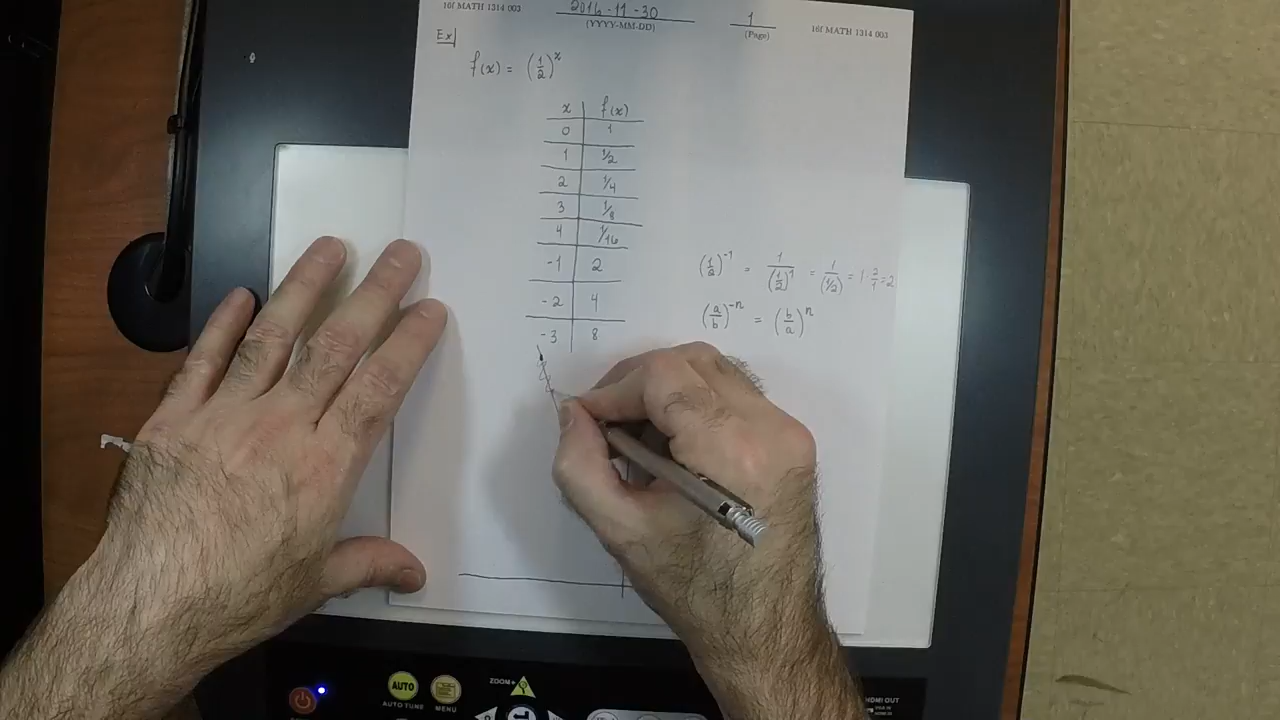 16f MATH 1314 003
2016-11-30
(YYYY-MM-DD)
1
(Page)
16f MATH 1314 003
Ex
f(x) = (1/2)^x
x f(x)
0 1
1 1/2
2 1/4
3 1/8
4 1/16
-1 2
-2 4
-3 8
(1/2)^-1 = 1/(1/2)^1 = 1/(1/2) = 1·2/1=2
(a/b)^-n = (b/a)^n
AUTO
AUTO TUNE
MENU
ZOOM+
HDMI OUT